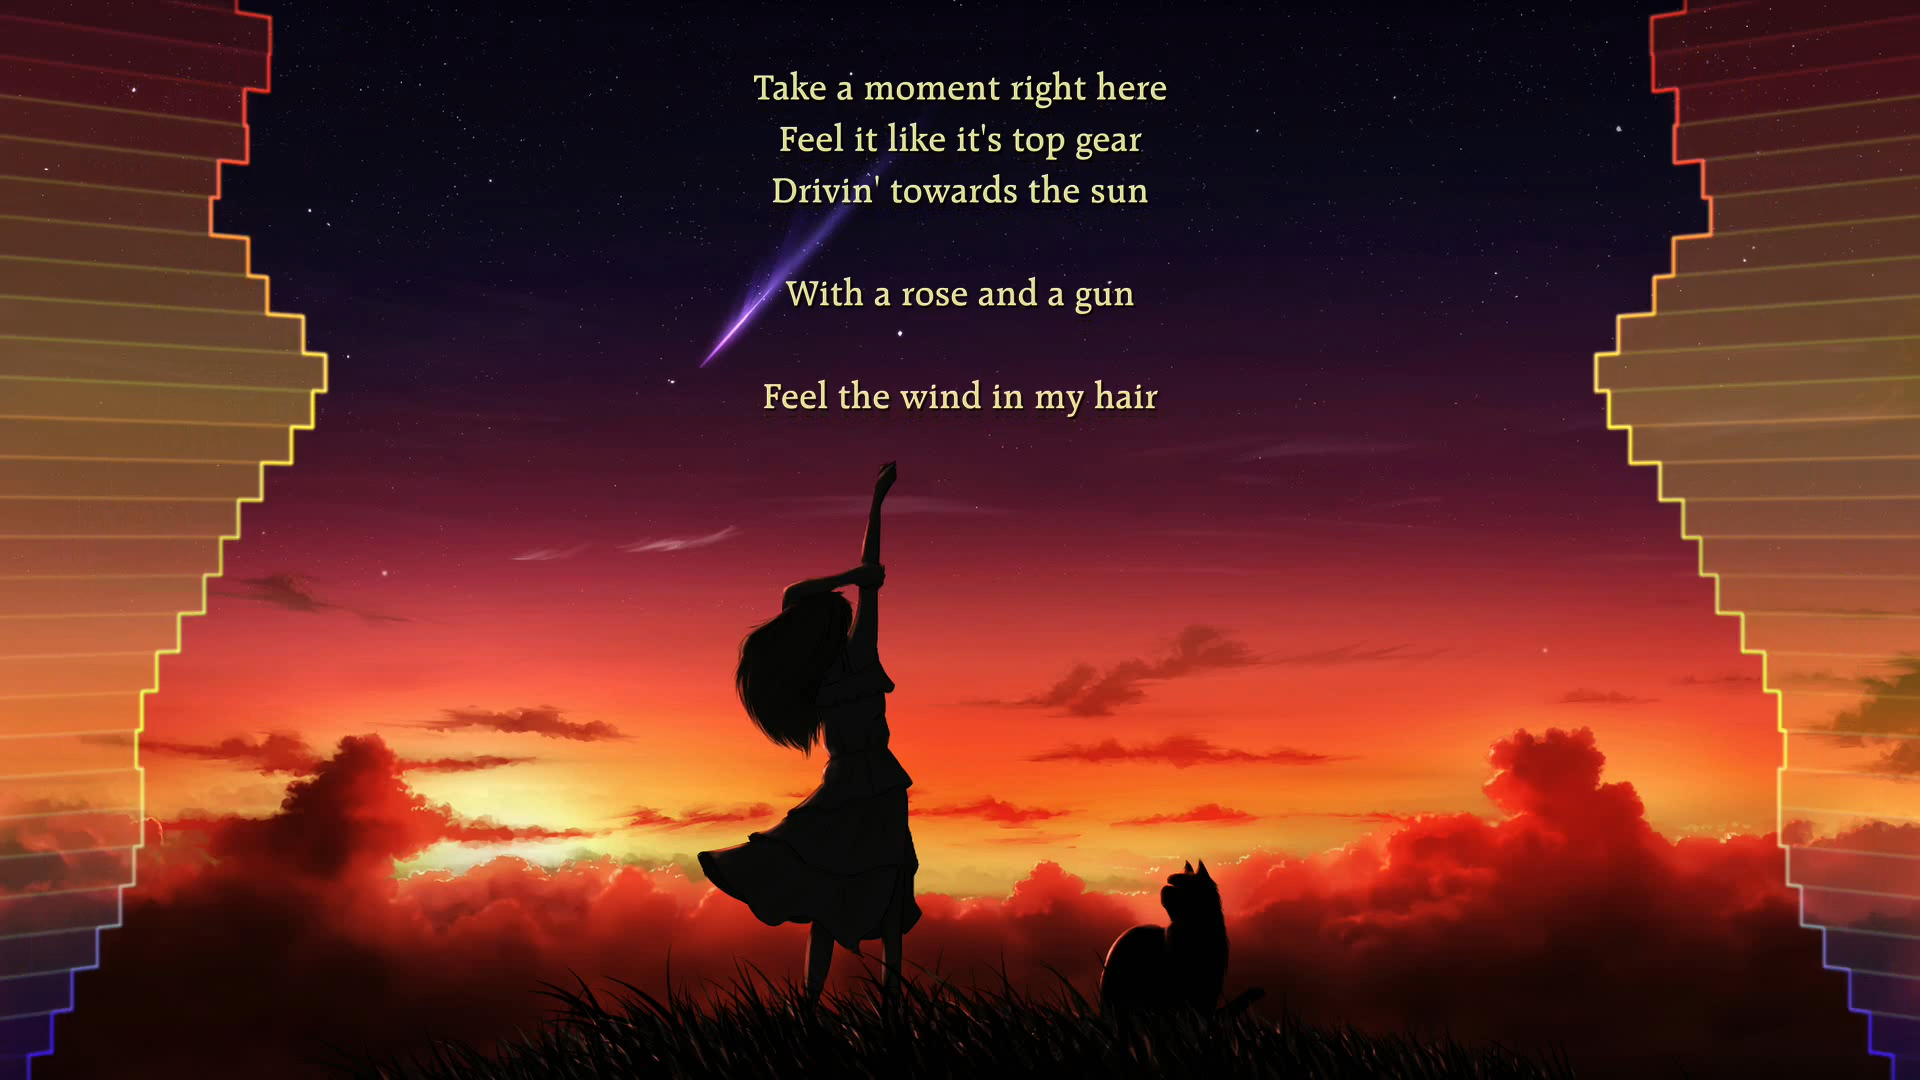 Take a moment right here
Feel it like it's top gear
Drivin' towards the sun
With a rose and a gun
Feel the wind in my hair